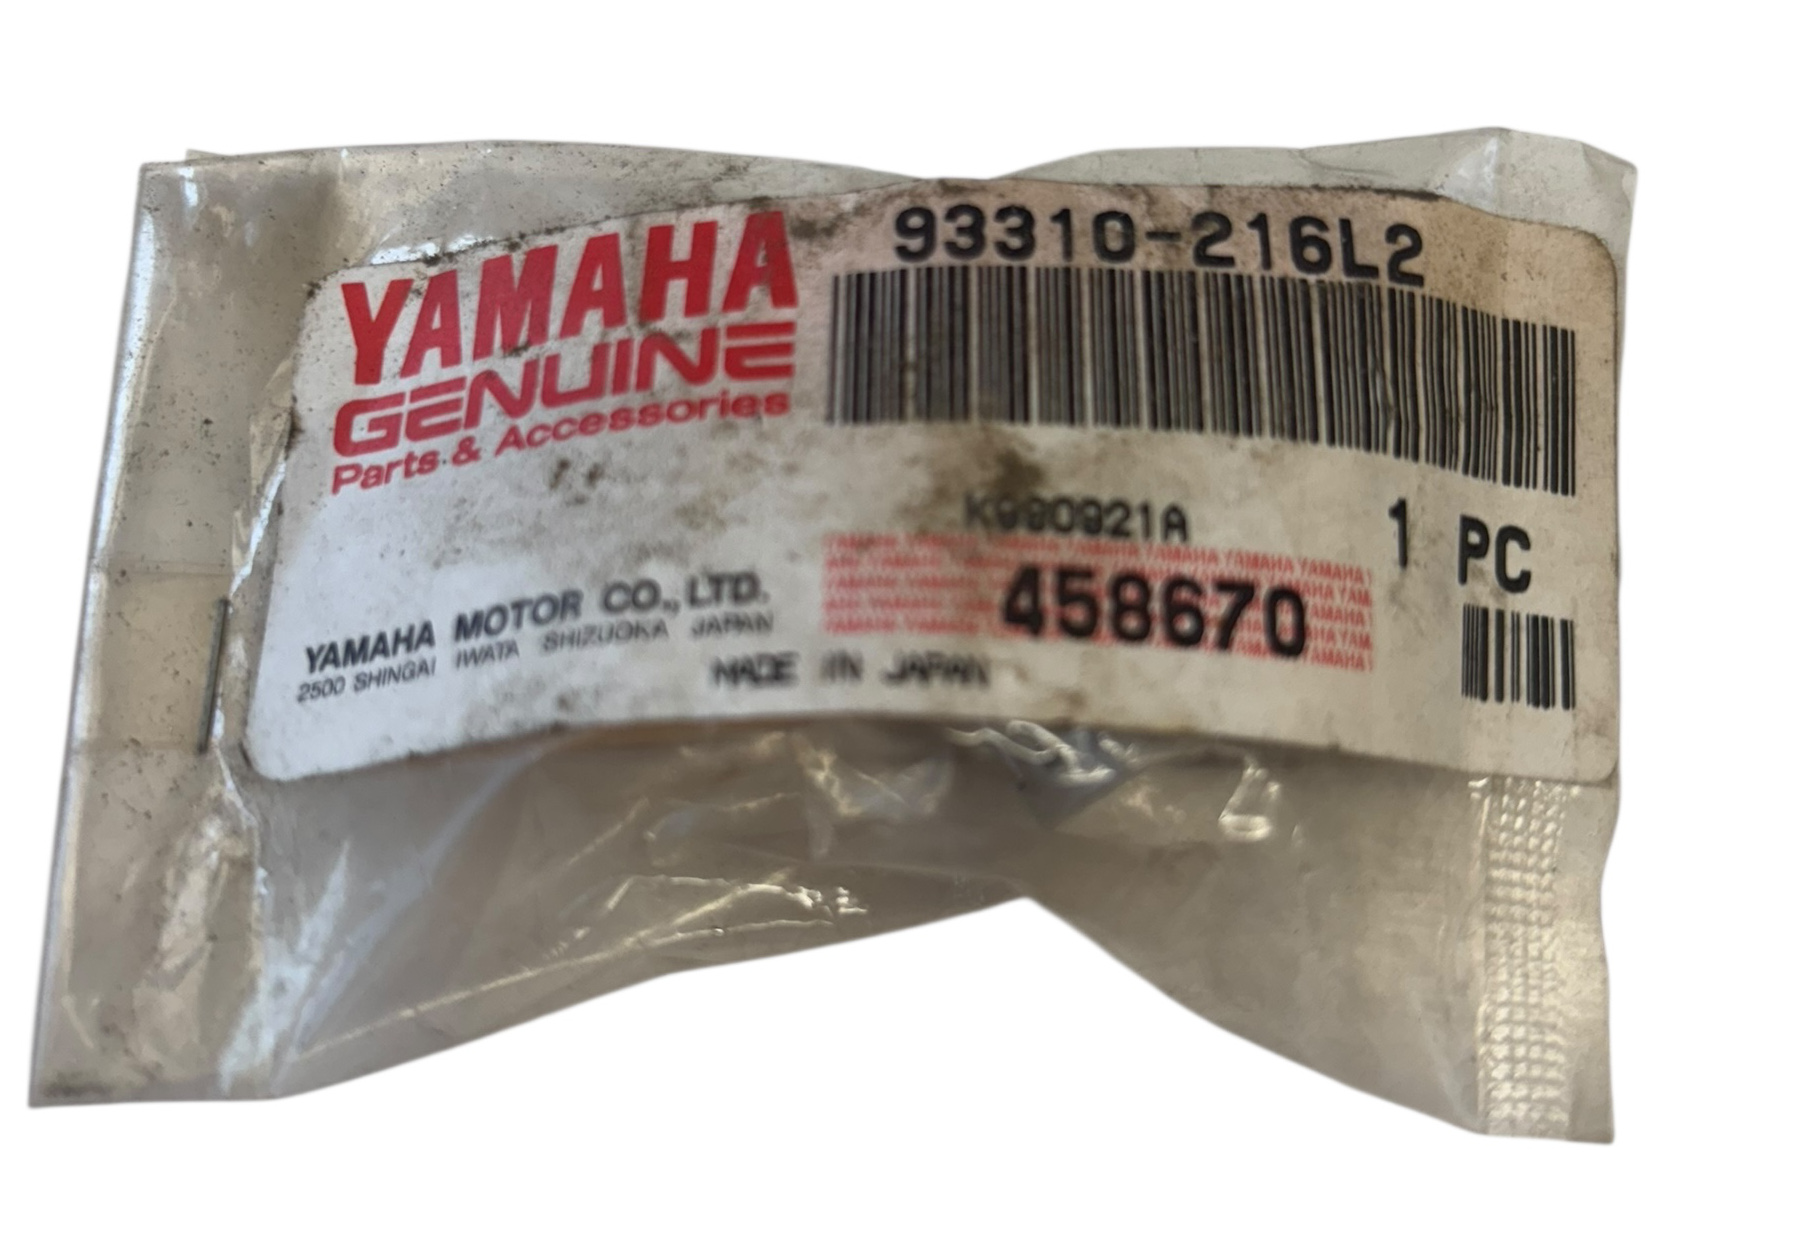 YAMAHA
GENUINE
Parts & Accessories
93310-216L2
K990921A
1 PC
458670
YAMAHA MOTOR CO., LTD.
2500 SHINGAI IWATA SHIZUOKA JAPAN
MADE IN JAPAN